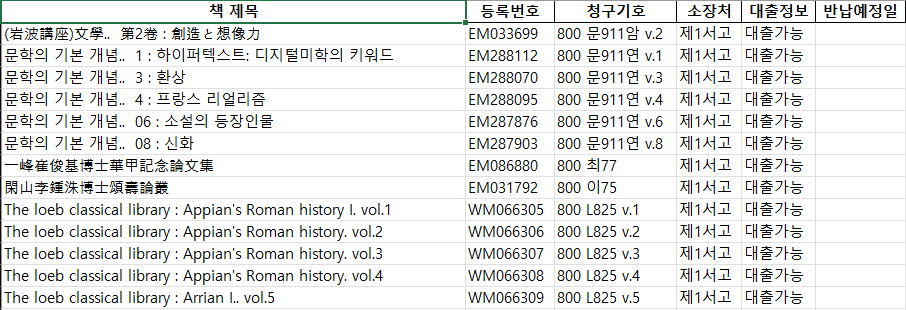 책 제목 등록번호 청구기호 소장처 대출정보 반납예정일
(岩波講座)文學.. 第2巻 : 創造と想像力 EM033699 800 문911암 v.2 제1서고 대출가능
문학의 기본 개념.. 1 : 하이퍼텍스트: 디지털미학의 키워드 EM288112 800 문911연 v.1 제1서고 대출가능
문학의 기본 개념.. 3 : 환상 EM288070 800 문911연 v.3 제1서고 대출가능
문학의 기본 개념.. 4 : 프랑스 리얼리즘 EM288095 800 문911연 v.4 제1서고 대출가능
문학의 기본 개념.. 06 : 소설의 등장인물 EM287876 800 문911연 v.6 제1서고 대출가능
문학의 기본 개념.. 08 : 신화 EM287903 800 문911연 v.8 제1서고 대출가능
一峰崔俊基博士華甲記念論文集 EM086880 800 최77 제1서고 대출가능
閑山李鍾洙博士頌壽論叢 EM031792 800 이75 제1서고 대출가능
The loeb classical library : Appian's Roman history I. vol.1 WM066305 800 L825 v.1 제1서고 대출가능
The loeb classical library : Appian's Roman history. vol.2 WM066306 800 L825 v.2 제1서고 대출가능
The loeb classical library : Appian's Roman history. vol.3 WM066307 800 L825 v.3 제1서고 대출가능
The loeb classical library : Appian's Roman history. vol.4 WM066308 800 L825 v.4 제1서고 대출가능
The loeb classical library : Arrian I.. vol.5 WM066309 800 L825 v.5 제1서고 대출가능